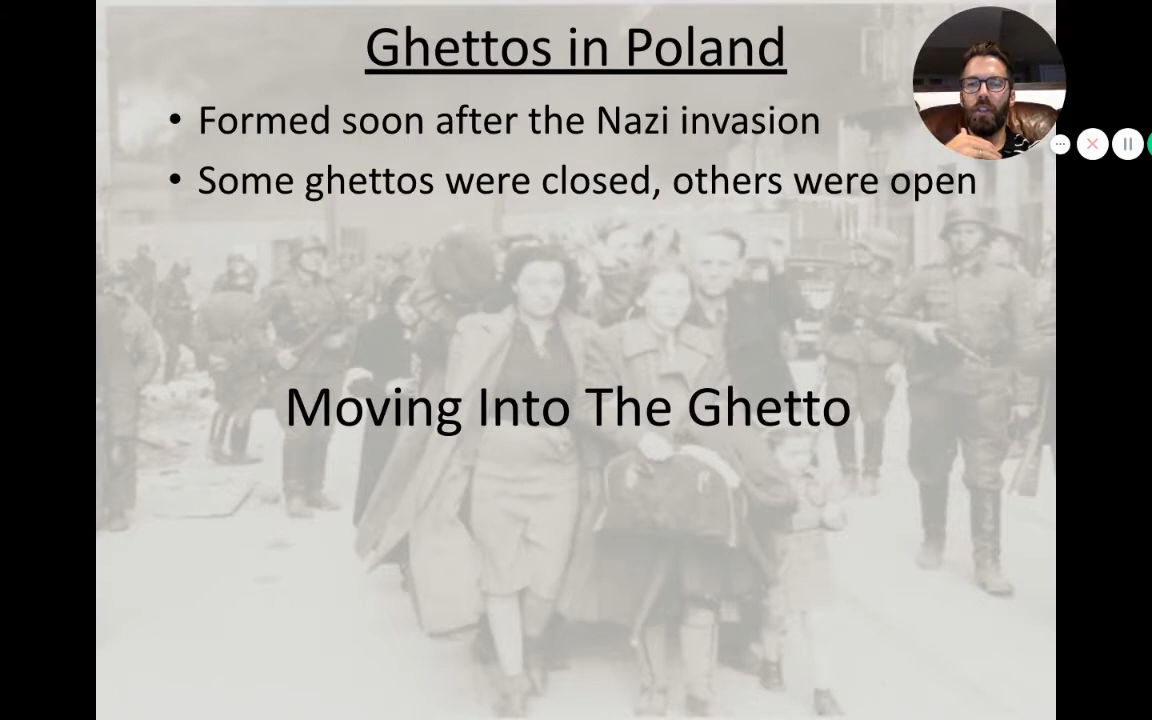 Ghettos in Poland
• Formed soon after the Nazi invasion
• Some ghettos were closed, others were open
Moving Into The Ghetto